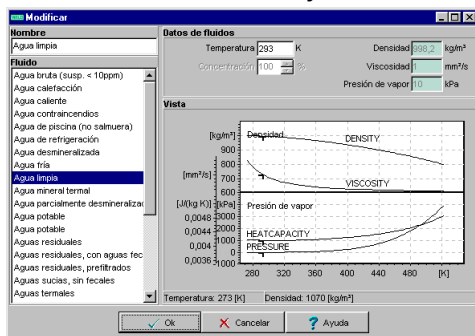 Modificar
Nombre
Agua limpia
Fluido
Agua bruta (susp. < 10ppm)
Agua calefacción
Agua caliente
Agua contraincendios
Agua de piscina (no salmuera)
Agua de refrigeración
Agua desmineralizada
Agua fría
Agua limpia
Agua mineral termal
Agua parcialmente desmineralizac
Agua potable
Agua potable
Aguas residuales
Aguas residuales, con aguas fec
Aguas residuales, prefiltrados
Aguas sucias, sin fecales
Aguas termales
Datos de fluidos
Temperatura 293 K
Densidad 998,2 kg/m³
Concentración 100 %
Viscosidad 1 mm²/s
Presión de vapor 10 kPa
Vista
[kg/m³] Densidad DENSITY
900
800
[mm²/s] 700
600 VISCOSITY
[J/(kg K)] [kPa] Presión de vapor
0,0048 3000
0,0044 2000
1000 HEATCAPACITY
0,004 0 PRESSURE
0,0036 -1000
280 320 360 400 440 480 [K]
Temperatura: 273 [K] Densidad: 1070 [kg/m³]
Ok Cancelar Ayuda